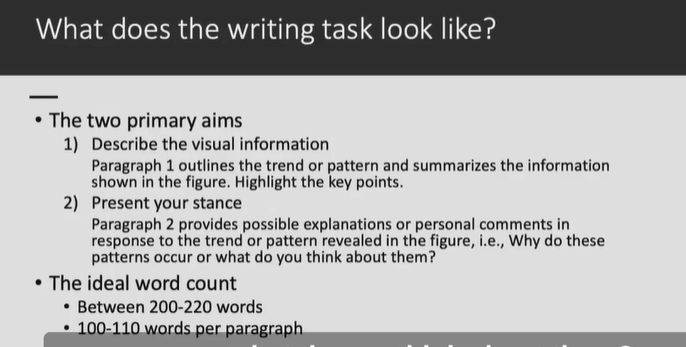 What does the writing task look like?
• The two primary aims
1) Describe the visual information
Paragraph 1 outlines the trend or pattern and summarizes the information
shown in the figure. Highlight the key points.
2) Present your stance
Paragraph 2 provides possible explanations or personal comments in
response to the trend or pattern revealed in the figure, i.e., Why do these
patterns occur or what do you think about them?
• The ideal word count
• Between 200-220 words
• 100-110 words per paragraph